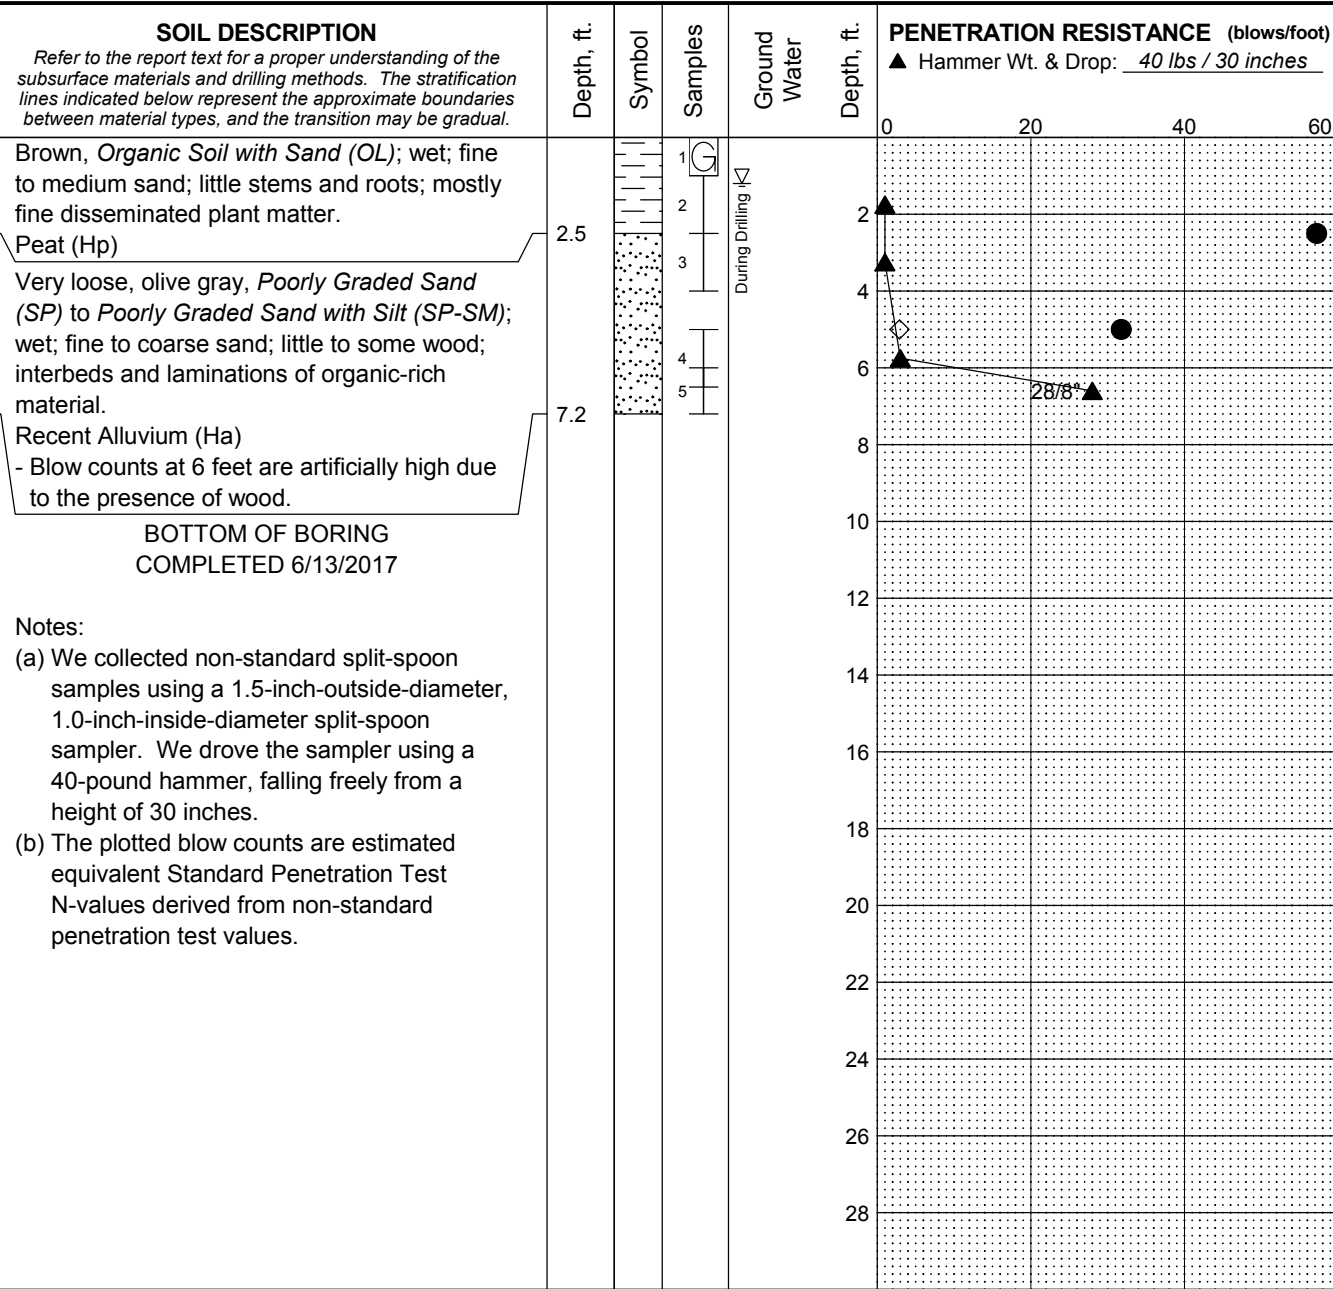 SOIL DESCRIPTION
Refer to the report text for a proper understanding of the
subsurface materials and drilling methods. The stratification
lines indicated below represent the approximate boundaries
between material types, and the transition may be gradual.
Depth, ft.
Symbol
Samples
Ground
Water
Depth, ft.
PENETRATION RESISTANCE (blows/foot)
▲ Hammer Wt. & Drop: 40 lbs / 30 inches
0 20 40 60
Brown, Organic Soil with Sand (OL); wet; fine
to medium sand; little stems and roots; mostly
fine disseminated plant matter.
Peat (Hp)
2.5
Very loose, olive gray, Poorly Graded Sand
(SP) to Poorly Graded Sand with Silt (SP-SM);
wet; fine to coarse sand; little to some wood;
interbeds and laminations of organic-rich
material.
Recent Alluvium (Ha)
- Blow counts at 6 feet are artificially high due
to the presence of wood.
7.2
BOTTOM OF BORING
COMPLETED 6/13/2017
Notes:
(a) We collected non-standard split-spoon
samples using a 1.5-inch-outside-diameter,
1.0-inch-inside-diameter split-spoon
sampler. We drove the sampler using a
40-pound hammer, falling freely from a
height of 30 inches.
(b) The plotted blow counts are estimated
equivalent Standard Penetration Test
N-values derived from non-standard
penetration test values.
1 G
2
3
4
5
During Drilling
2
4
6
8
10
12
14
16
18
20
22
24
26
28
28/8"